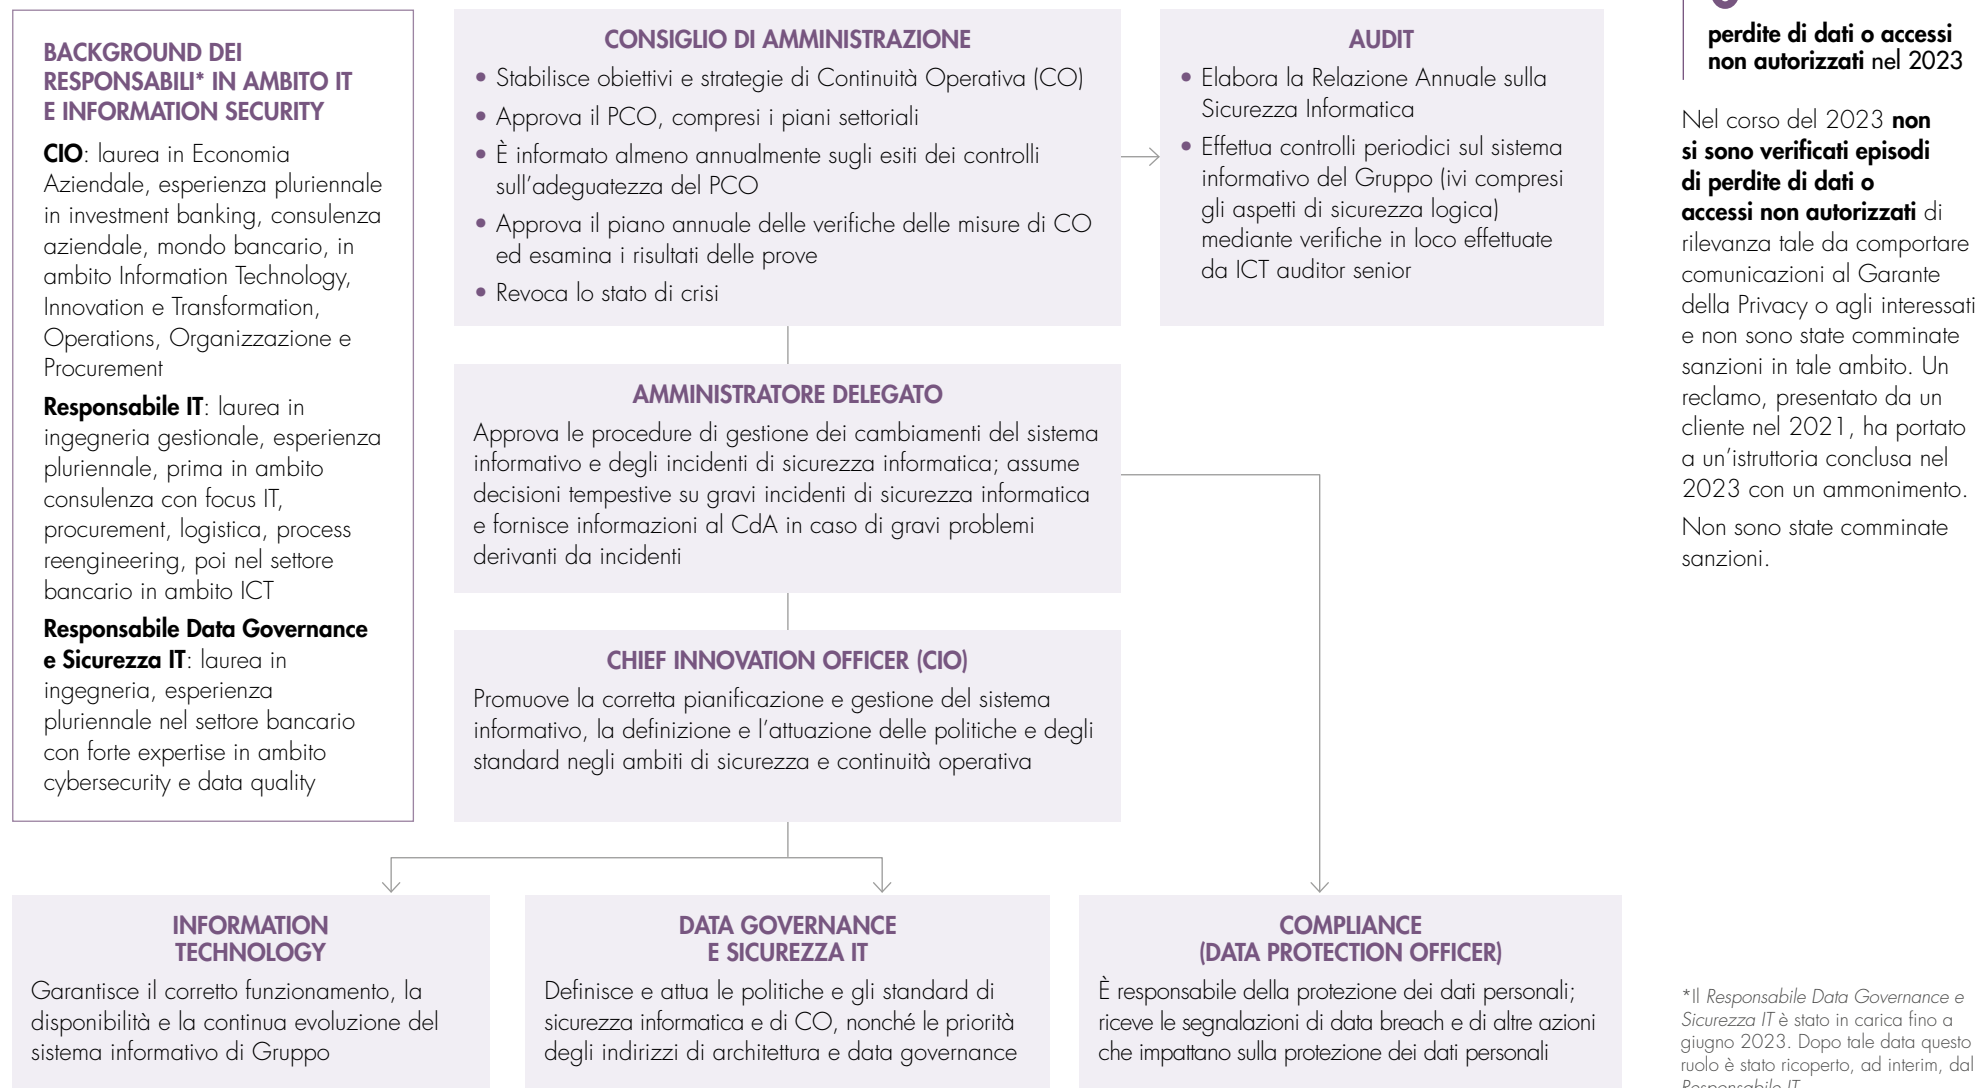 BACKGROUND DEI
RESPONSABILI* IN AMBITO IT
E INFORMATION SECURITY
CIO: laurea in Economia
Aziendale, esperienza pluriennale
in investment banking, consulenza
aziendale, mondo bancario, in
ambito Information Technology,
Innovation e Transformation,
Operations, Organizzazione e
Procurement
Responsabile IT: laurea in
ingegneria gestionale, esperienza
pluriennale, prima in ambito
consulenza con focus IT,
procurement, logistica, process
reengineering, poi nel settore
bancario in ambito ICT
Responsabile Data Governance
e Sicurezza IT: laurea in
ingegneria, esperienza
pluriennale nel settore bancario
con forte expertise in ambito
cybersecurity e data quality
CONSIGLIO DI AMMINISTRAZIONE
• Stabilisce obiettivi e strategie di Continuità Operativa (CO)
• Approva il PCO, compresi i piani settoriali
• È informato almeno annualmente sugli esiti dei controlli
sull'adeguatezza del PCO
• Approva il piano annuale delle verifiche delle misure di CO
ed esamina i risultati delle prove
• Revoca lo stato di crisi
AUDIT
• Elabora la Relazione Annuale sulla
Sicurezza Informatica
• Effettua controlli periodici sul sistema
informativo del Gruppo (ivi compresi
gli aspetti di sicurezza logica)
mediante verifiche in loco effettuate
da ICT auditor senior
AMMINISTRATORE DELEGATO
Approva le procedure di gestione dei cambiamenti del sistema
informativo e degli incidenti di sicurezza informatica; assume
decisioni tempestive su gravi incidenti di sicurezza informatica
e fornisce informazioni al CdA in caso di gravi problemi
derivanti da incidenti
CHIEF INNOVATION OFFICER (CIO)
Promuove la corretta pianificazione e gestione del sistema
informativo, la definizione e l'attuazione delle politiche e degli
standard negli ambiti di sicurezza e continuità operativa
INFORMATION
TECHNOLOGY
Garantisce il corretto funzionamento, la
disponibilità e la continua evoluzione del
sistema informativo di Gruppo
DATA GOVERNANCE
E SICUREZZA IT
Definisce e attua le politiche e gli standard di
sicurezza informatica e di CO, nonché le priorità
degli indirizzi di architettura e data governance
COMPLIANCE
(DATA PROTECTION OFFICER)
È responsabile della protezione dei dati personali;
riceve le segnalazioni di data breach e di altre azioni
che impattano sulla protezione dei dati personali
perdite di dati o accessi
non autorizzati nel 2023
Nel corso del 2023 non
si sono verificati episodi
di perdite di dati o
accessi non autorizzati di
rilevanza tale da comportare
comunicazioni al Garante
della Privacy o agli interessati
e non sono state comminate
sanzioni in tale ambito. Un
reclamo, presentato da un
cliente nel 2021, ha portato
a un'istruttoria conclusa nel
2023 con un ammonimento.
Non sono state comminate
sanzioni.
*Il Responsabile Data Governance e
Sicurezza IT è stato in carica fino a
giugno 2023. Dopo tale data questo
ruolo è stato ricoperto, ad interim, dal
Responsabile IT